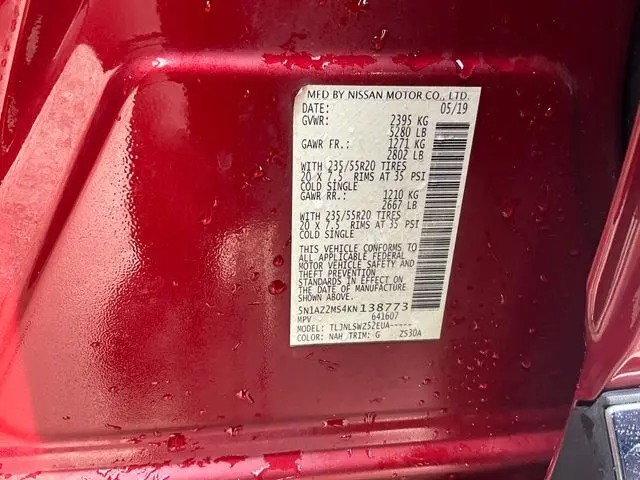 MFD BY NISSAN MOTOR CO., LTD.
DATE: 05/19
GVWR: 2395 KG
5280 LB
GAWR FR.: 1271 KG
2802 LB
WITH 235/55R20 TIRES
20 X 7.5 RIMS AT 35 PSI
COLD SINGLE
GAWR RR.: 1210 KG
2667 LB
WITH 235/55R20 TIRES
20 X 7.5 RIMS AT 35 PSI
COLD SINGLE
THIS VEHICLE CONFORMS TO
ALL APPLICABLE FEDERAL
MOTOR VEHICLE SAFETY AND
THEFT PREVENTION
STANDARDS IN EFFECT ON
THE DATE OF MANUFACTURE
SHOWN ABOVE.
5N1AZ2MS4KN138773
MPV 641607
MODEL: TLJNLSWZ52EUA-----
COLOR: NAH TRIM: G ZS30A